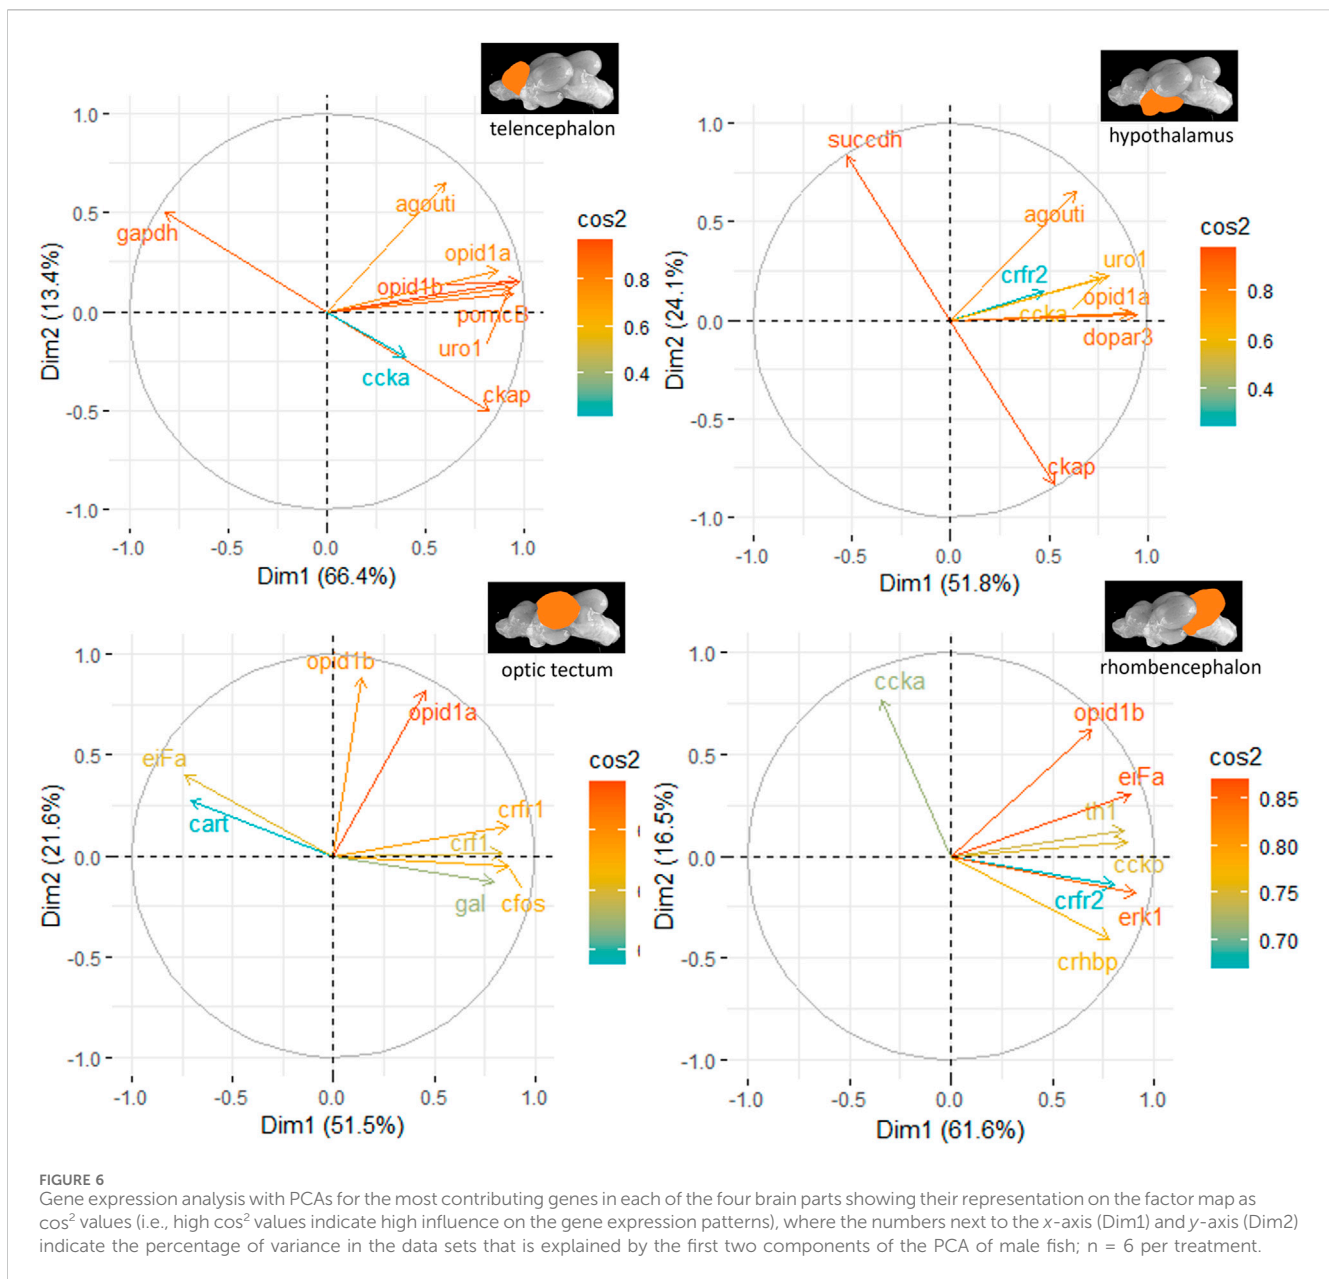 telencephalon
1.0
0.5
0.0
-0.5
-1.0
Dim2 (13.4%)
agouti
gapdh
opid1a
opid1b
pomcB
uro1
ccka
ckap
-1.0 -0.5 0.0 0.5 1.0
Dim1 (66.4%)
cos2
0.8
0.6
0.4
hypothalamus
1.0
0.5
0.0
-0.5
-1.0
Dim2 (24.1%)
succdh
agouti
uro1
crfr2
opid1a
ccka
dopar3
ckap
-1.0 -0.5 0.0 0.5 1.0
Dim1 (51.8%)
cos2
0.8
0.6
0.4
optic tectum
1.0
0.5
0.0
-0.5
-1.0
Dim2 (21.6%)
opid1b
opid1a
eiFa
cart
crfr1
crf1
gal
cfos
-1.0 -0.5 0.0 0.5 1.0
Dim1 (51.5%)
cos2
rhombencephalon
1.0
0.5
0.0
-0.5
-1.0
Dim2 (16.5%)
ccka
opid1b
eiFa
th1
cckb
crfr2
erk1
crhbp
-1.0 -0.5 0.0 0.5 1.0
Dim1 (61.6%)
cos2
0.85
0.80
0.75
0.70
FIGURE 6
Gene expression analysis with PCAs for the most contributing genes in each of the four brain parts showing their representation on the factor map as
cos² values (i.e., high cos² values indicate high influence on the gene expression patterns), where the numbers next to the x-axis (Dim1) and y-axis (Dim2)
indicate the percentage of variance in the data sets that is explained by the first two components of the PCA of male fish; n = 6 per treatment.